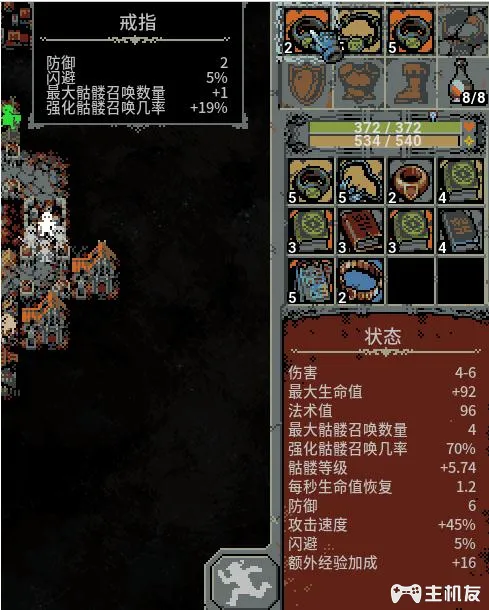 戒指
防御 2
闪避 5%
最大骷髅召唤数量 +1
强化骷髅召唤几率 +19%
2 5 5
8/8
372 / 372
534 / 540
5 5 2 4
3 3 3 4
5 2
状态
伤害 4-6
最大生命值 +92
法术值 96
最大骷髅召唤数量 4
强化骷髅召唤几率 70%
骷髅等级 +5.74
每秒生命值恢复 1.2
防御 6
攻击速度 +45%
闪避 5%
额外经验加成 +16
主机友